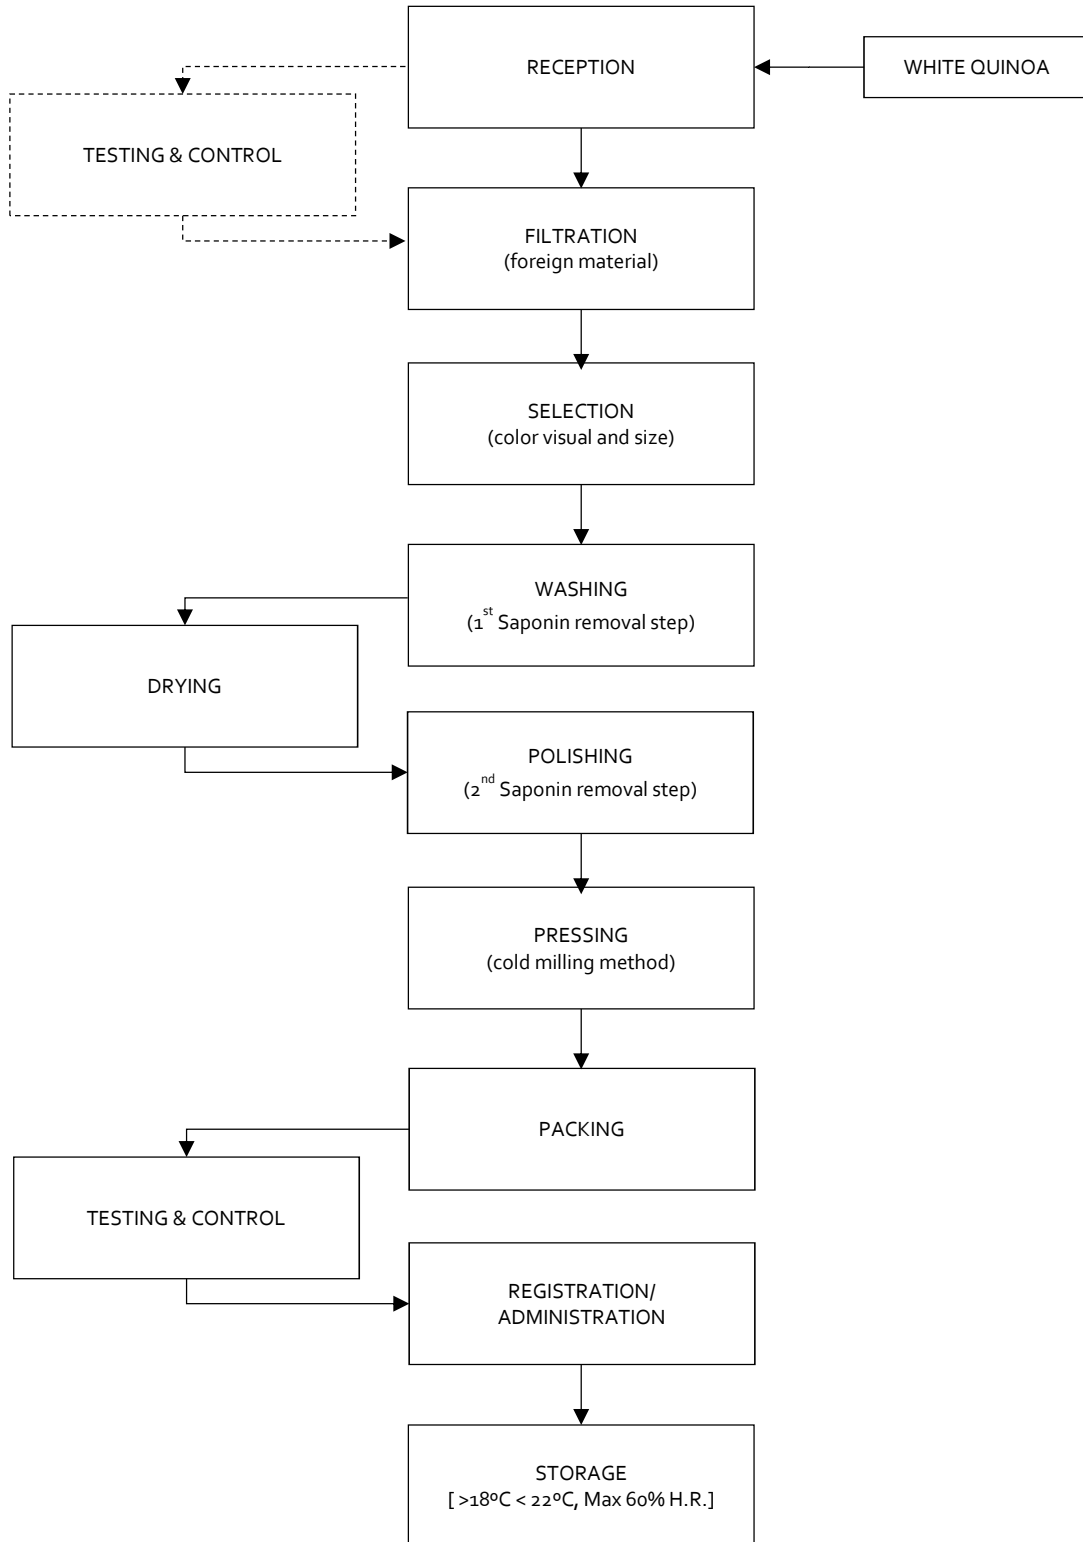 RECEPTION
WHITE QUINOA
TESTING & CONTROL
FILTRATION
(foreign material)
SELECTION
(color visual and size)
WASHING
(1st Saponin removal step)
DRYING
POLISHING
(2nd Saponin removal step)
PRESSING
(cold milling method)
PACKING
TESTING & CONTROL
REGISTRATION/
ADMINISTRATION
STORAGE
[ >18ºC < 22ºC, Max 60% H.R.]